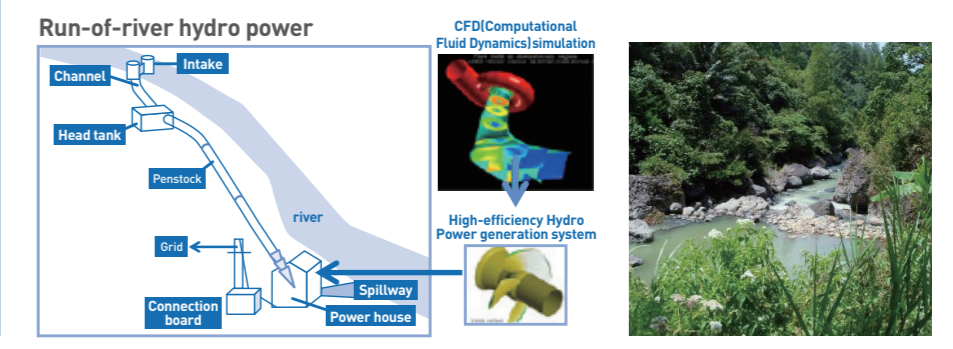 Run-of-river hydro power
Intake
Channel
Head tank
Penstock
river
Grid
Spillway
Connection
board
Power house
CFD(Computational
Fluid Dynamics)simulation
High-efficiency Hydro
Power generation system